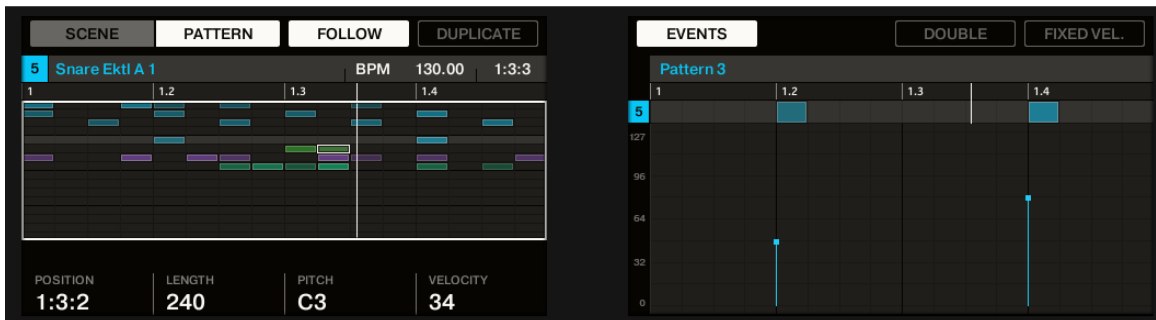 SCENE PATTERN FOLLOW DUPLICATE
5 Snare Ektl A 1 BPM 130.00 1:3:3
1 1.2 1.3 1.4
POSITION LENGTH PITCH VELOCITY
1:3:2 240 C3 34
EVENTS DOUBLE FIXED VEL.
Pattern 3
1 1.2 1.3 1.4
5
127
96
64
32
0